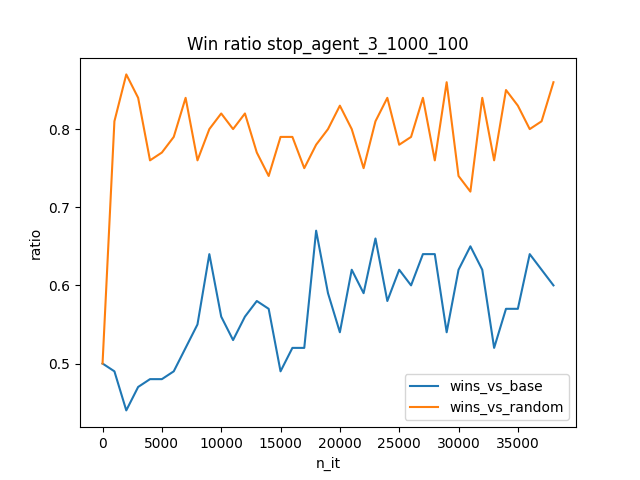 Win ratio stop_agent_3_1000_100
ratio
0.8
0.7
0.6
0.5
wins_vs_base
wins_vs_random
0 5000 10000 15000 20000 25000 30000 35000
n_it